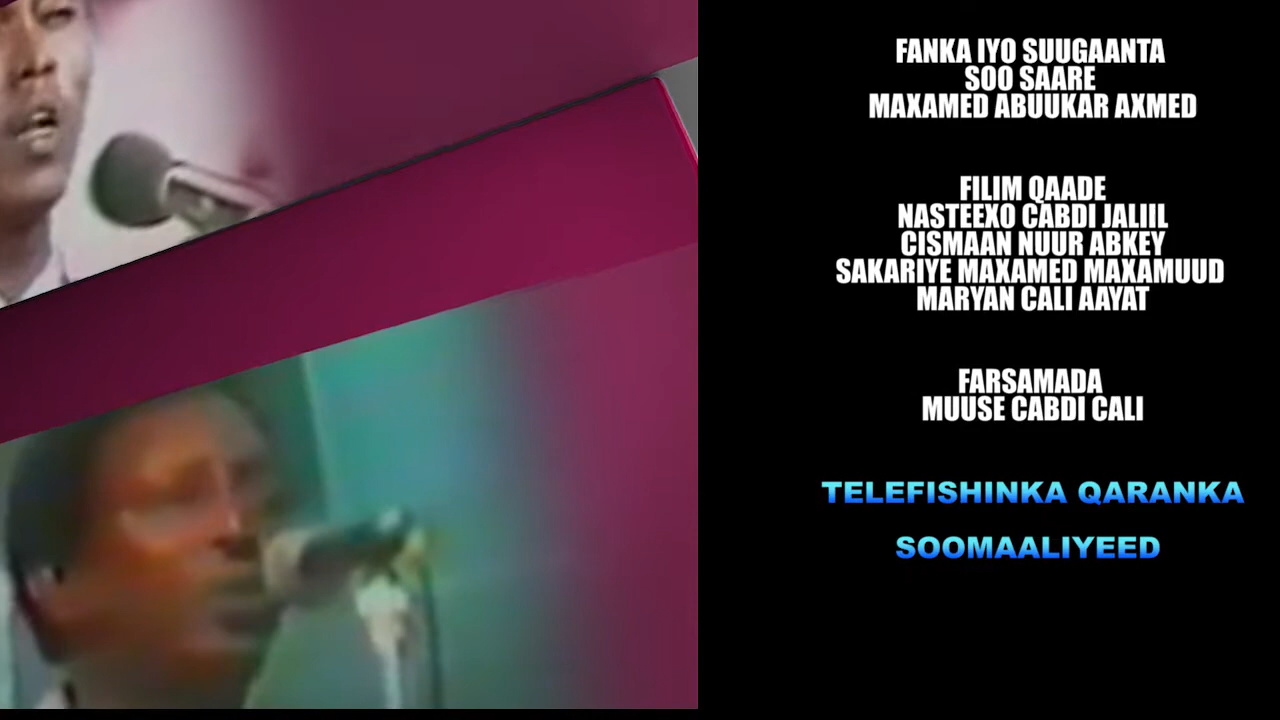 FANKA IYO SUUGAANTA
SOO SAARE
MAXAMED ABUUKAR AXMED
FILIM QAADE
NASTEEXO CABDI JALIIL
CISMAAN NUUR ABKEY
SAKARIYE MAXAMED MAXAMUUD
MARYAN CALI AAYAT
FARSAMADA
MUUSE CABDI CALI
TELEFISHINKA QARANKA
SOOMAALIYEED